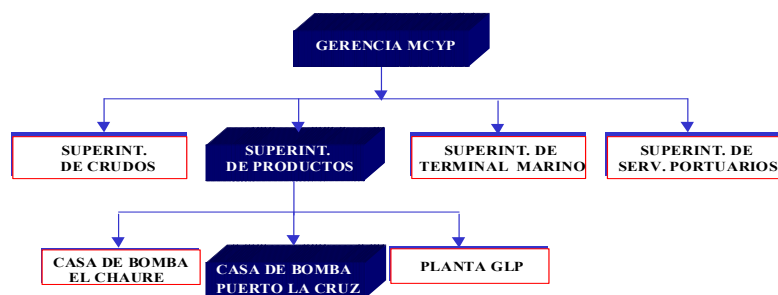 GERENCIA MCYP
SUPERINT.
DE CRUDOS
SUPERINT.
DE PRODUCTOS
SUPERINT. DE
TERMINAL MARINO
SUPERINT. DE
SERV. PORTUARIOS
CASA DE BOMBA
EL CHAURE
CASA DE BOMBA
PUERTO LA CRUZ
PLANTA GLP